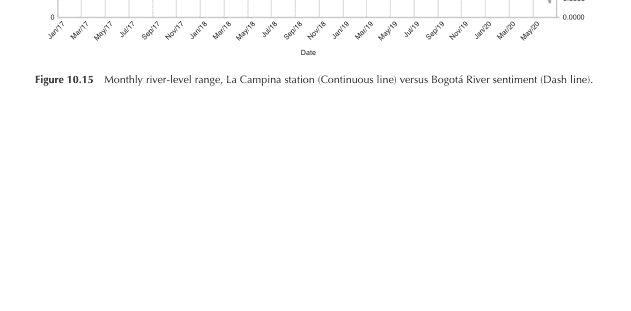 0 0.0000
Jan/17 Mar/17 May/17 Jul/17 Sep/17 Nov/17 Jan/18 Mar/18 May/18 Jul/18 Sep/18 Nov/18 Jan/19 Mar/19 May/19 Jul/19 Sep/19 Nov/19 Jan/20 Mar/20 May/20
Date
Figure 10.15 Monthly river-level range, La Campina station (Continuous line) versus Bogotá River sentiment (Dash line).